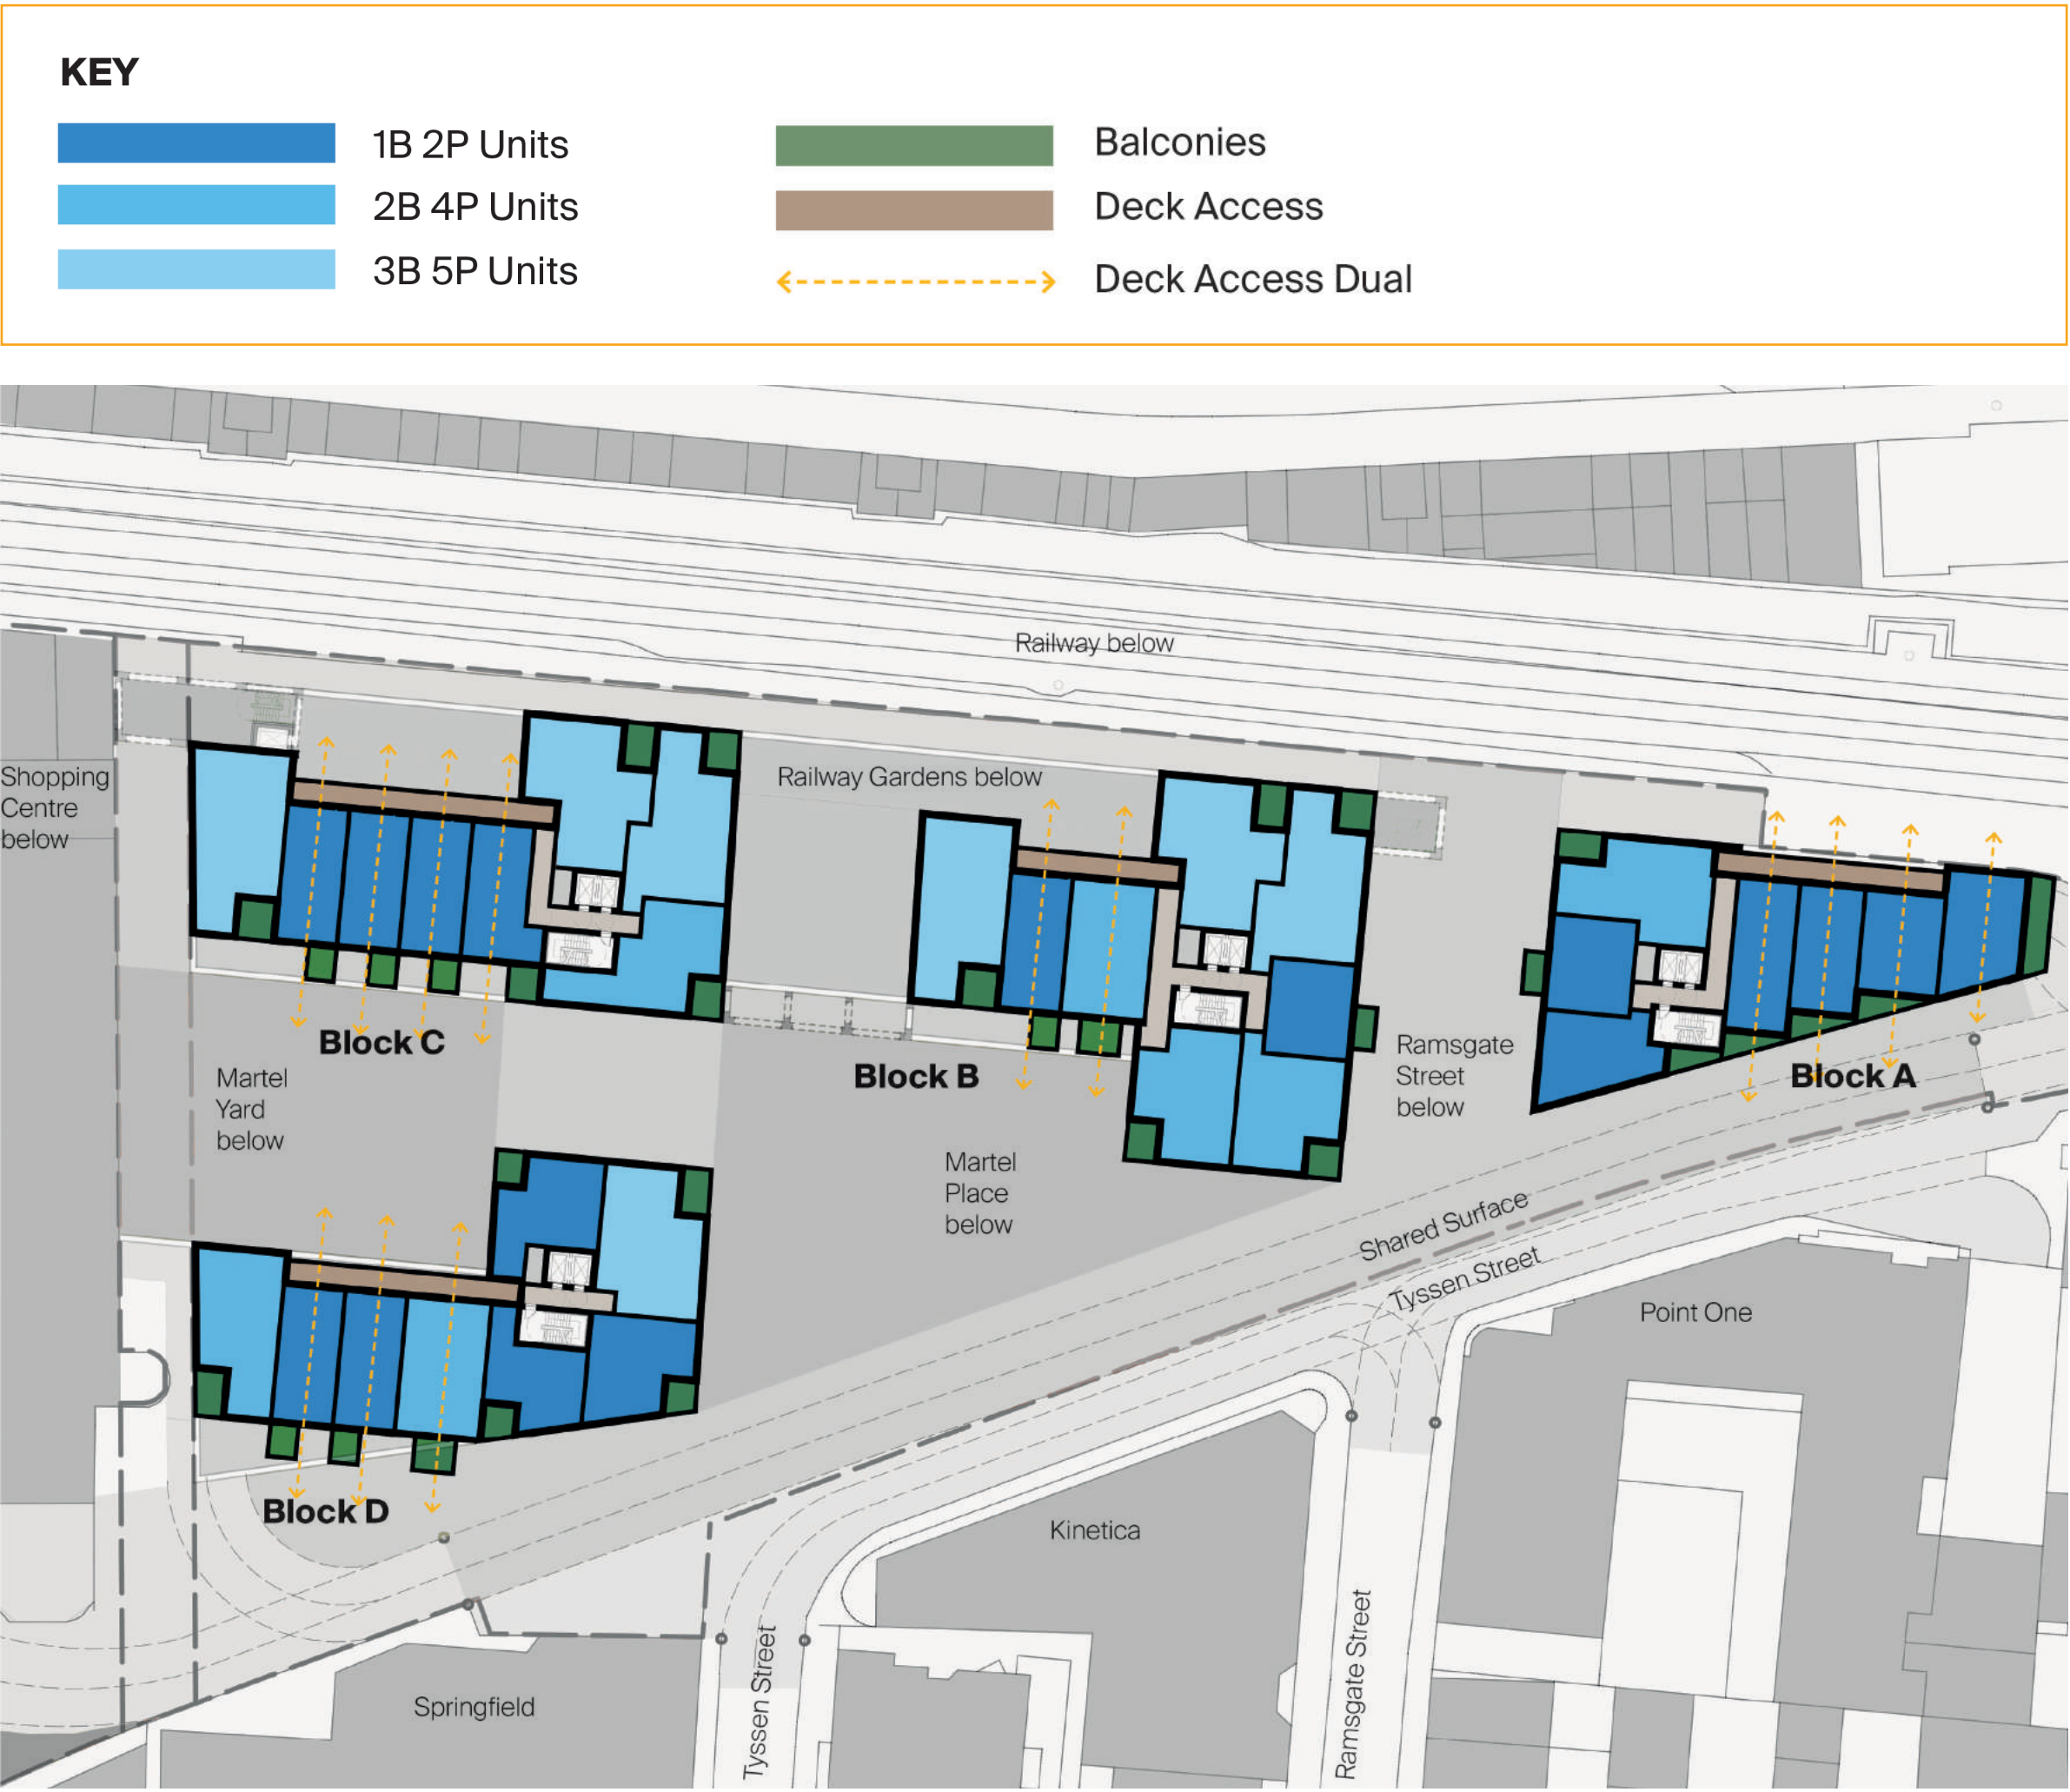 KEY
1B 2P Units
2B 4P Units
3B 5P Units
Balconies
Deck Access
Deck Access Dual
Railway below
Shopping
Centre
below
Railway Gardens below
Block C
Martel
Yard
below
Block B
Ramsgate
Street
below
Block A
Martel
Place
below
Shared Surface
Tyssen Street
Point One
Block D
Kinetica
Springfield
Tyssen Street
Ramsgate Street